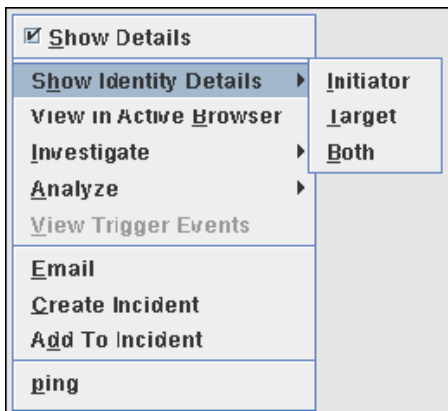 Show Details
Show Identity Details
Initiator
View in Active Browser
Target
Investigate
Both
Analyze
View Trigger Events
Email
Create Incident
Add To Incident
ping